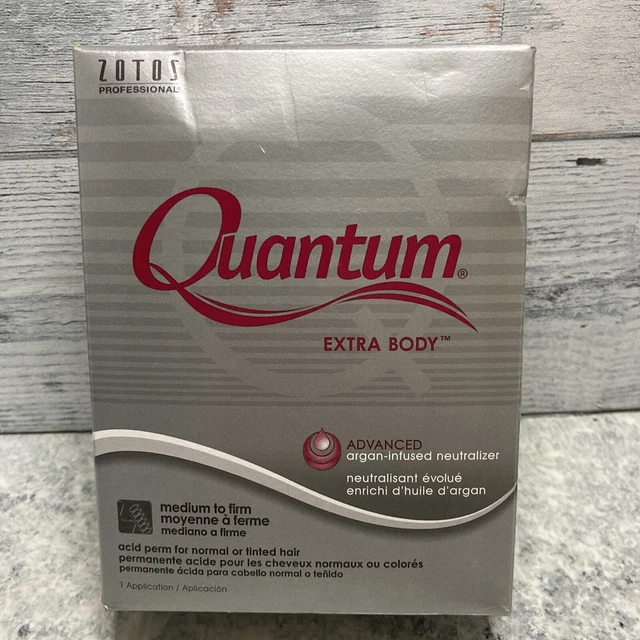 ZOTOS
PROFESSIONAL
Quantum®
EXTRA BODY™
ADVANCED
argan-infused neutralizer
neutralisant évolué
enrichi d'huile d'argan
medium to firm
moyenne à ferme
mediano a firme
acid perm for normal or tinted hair
permanente acide pour les cheveux normaux ou colorés
permanente ácida para cabello normal o teñido
1 Application / Aplicación